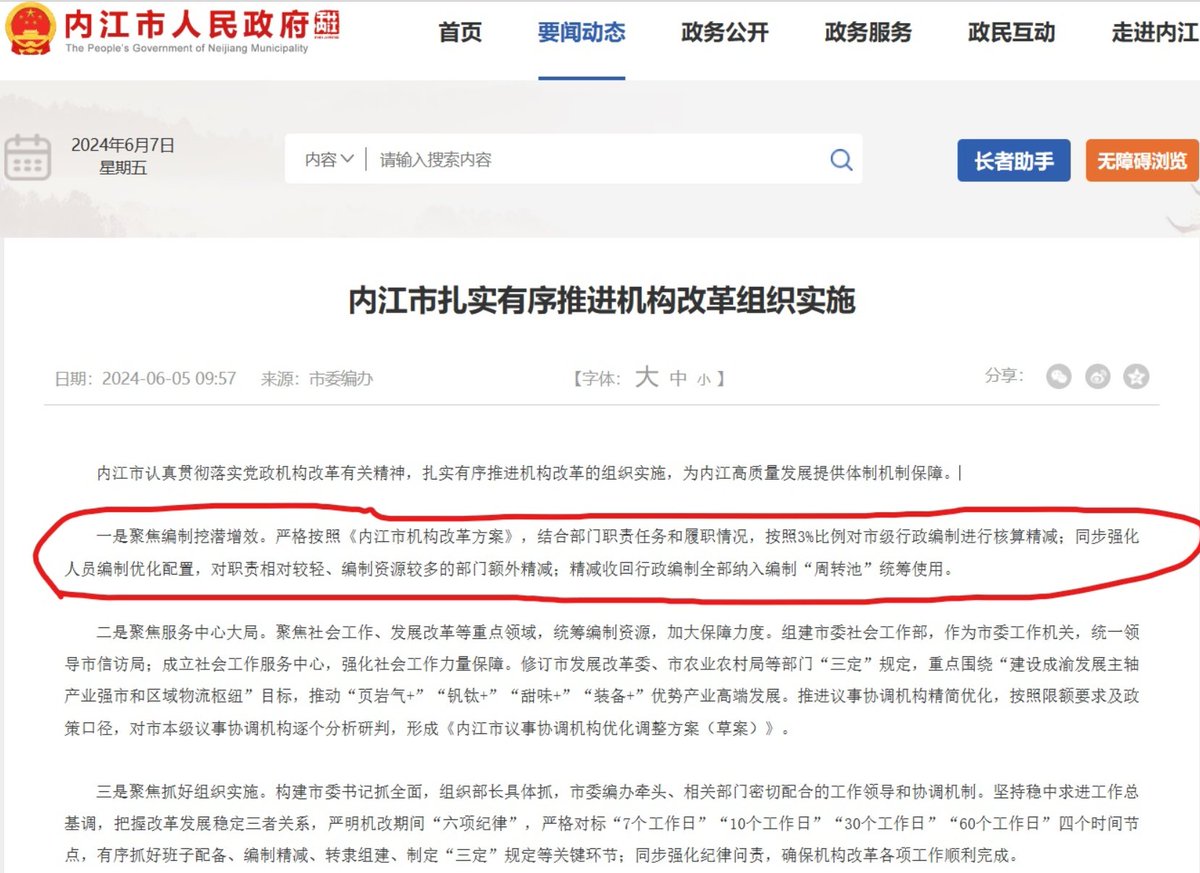 内江市人民政府
The People's Government of Neijiang Municipality
首页 要闻动态 政务公开 政务服务 政民互动 走进内江
2024年6月7日
星期五
内容 请输入搜索内容
长者助手 无障碍浏览
内江市扎实有序推进机构改革组织实施
日期：2024-06-05 09:57 来源：市委编办 【字体：大 中 小】 分享：
内江市认真贯彻落实党政机构改革有关精神，扎实有序推进机构改革的组织实施，为内江高质量发展提供体制机制保障。
一是聚焦编制挖潜增效。严格按照《内江市机构改革方案》，结合部门职责任务和履职情况，按照3%比例对市级行政编制进行核算精减；同步强化
人员编制优化配置，对职责相对较轻、编制资源较多的部门额外精减；精减收回行政编制全部纳入编制“周转池”统筹使用。
二是聚焦服务中心大局。聚焦社会工作、发展改革等重点领域，统筹编制资源，加大保障力度。组建市委社会工作部，作为市委工作机关，统一领
导市信访局；成立社会工作服务中心，强化社会工作力量保障。修订市发展改革委、市农业农村局等部门“三定”规定，重点围绕“建设成渝发展主轴
产业强市和区域物流枢纽”目标，推动“页岩气+”“钒钛+”“甜味+”“装备+”优势产业高端发展。推进议事协调机构精简优化，按照限额要求及政
策口径，对市本级议事协调机构逐个分析研判，形成《内江市议事协调机构优化调整方案（草案）》。
三是聚焦抓好组织实施。构建市委书记抓全面，组织部长具体抓，市委编办牵头、相关部门密切配合的工作领导和协调机制。坚持稳中求进工作总
基调，把握改革发展稳定三者关系，严明机改期间“六项纪律”，严格对标“7个工作日”“10个工作日”“30个工作日”“60个工作日”四个时间节
点，有序抓好班子配备、编制精减、转隶组建、制定“三定”规定等关键环节；同步强化纪律问责，确保机构改革各项工作顺利完成。